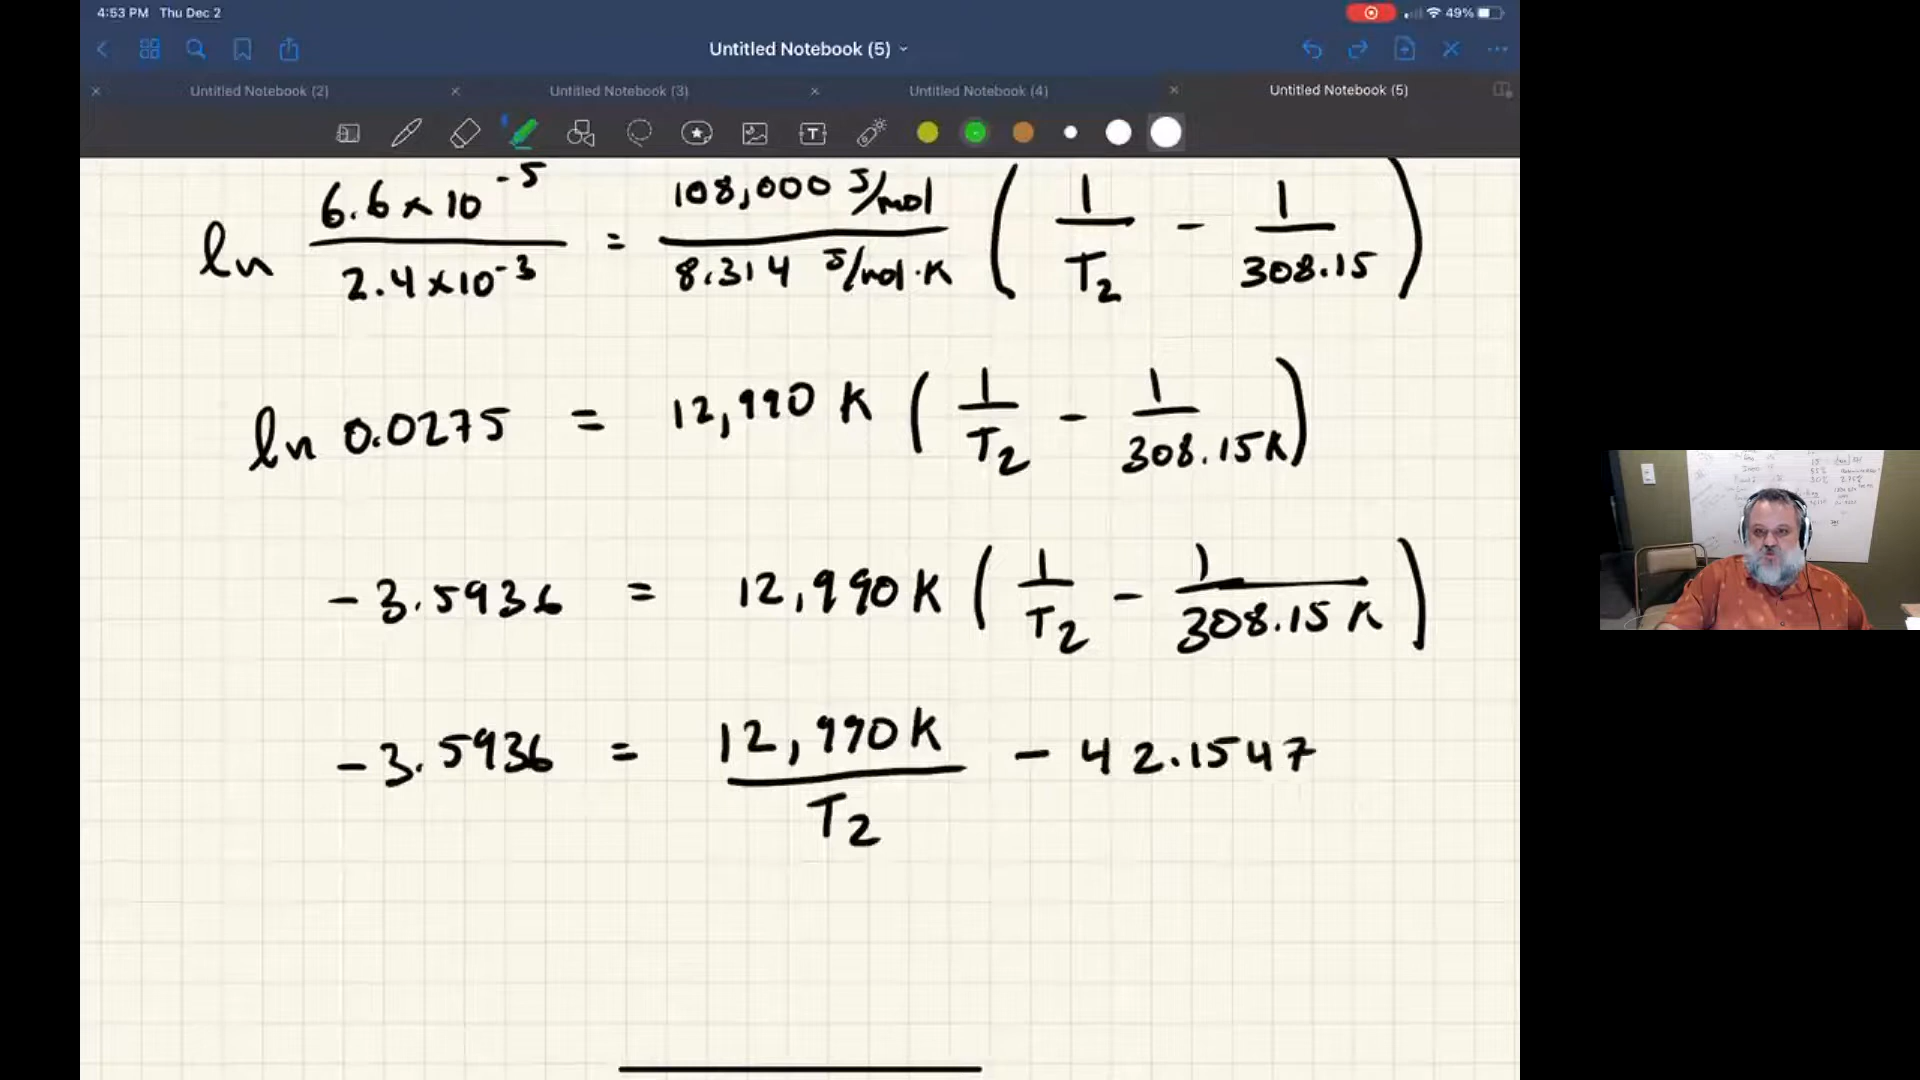 4:53 PM Thu Dec 2 49%
Untitled Notebook (5)
Untitled Notebook (2) Untitled Notebook (3) Untitled Notebook (4) Untitled Notebook (5)
ln 6.6 × 10⁻⁵ / 2.4 × 10⁻³ = 108,000 J/mol / 8.314 J/mol·K ( 1/T₂ - 1/308.15 )
ln 0.0275 = 12,990 K ( 1/T₂ - 1/308.15K )
-3.5936 = 12,990 K ( 1/T₂ - 1/308.15 K )
-3.5936 = 12,990 K / T₂ - 42.1547